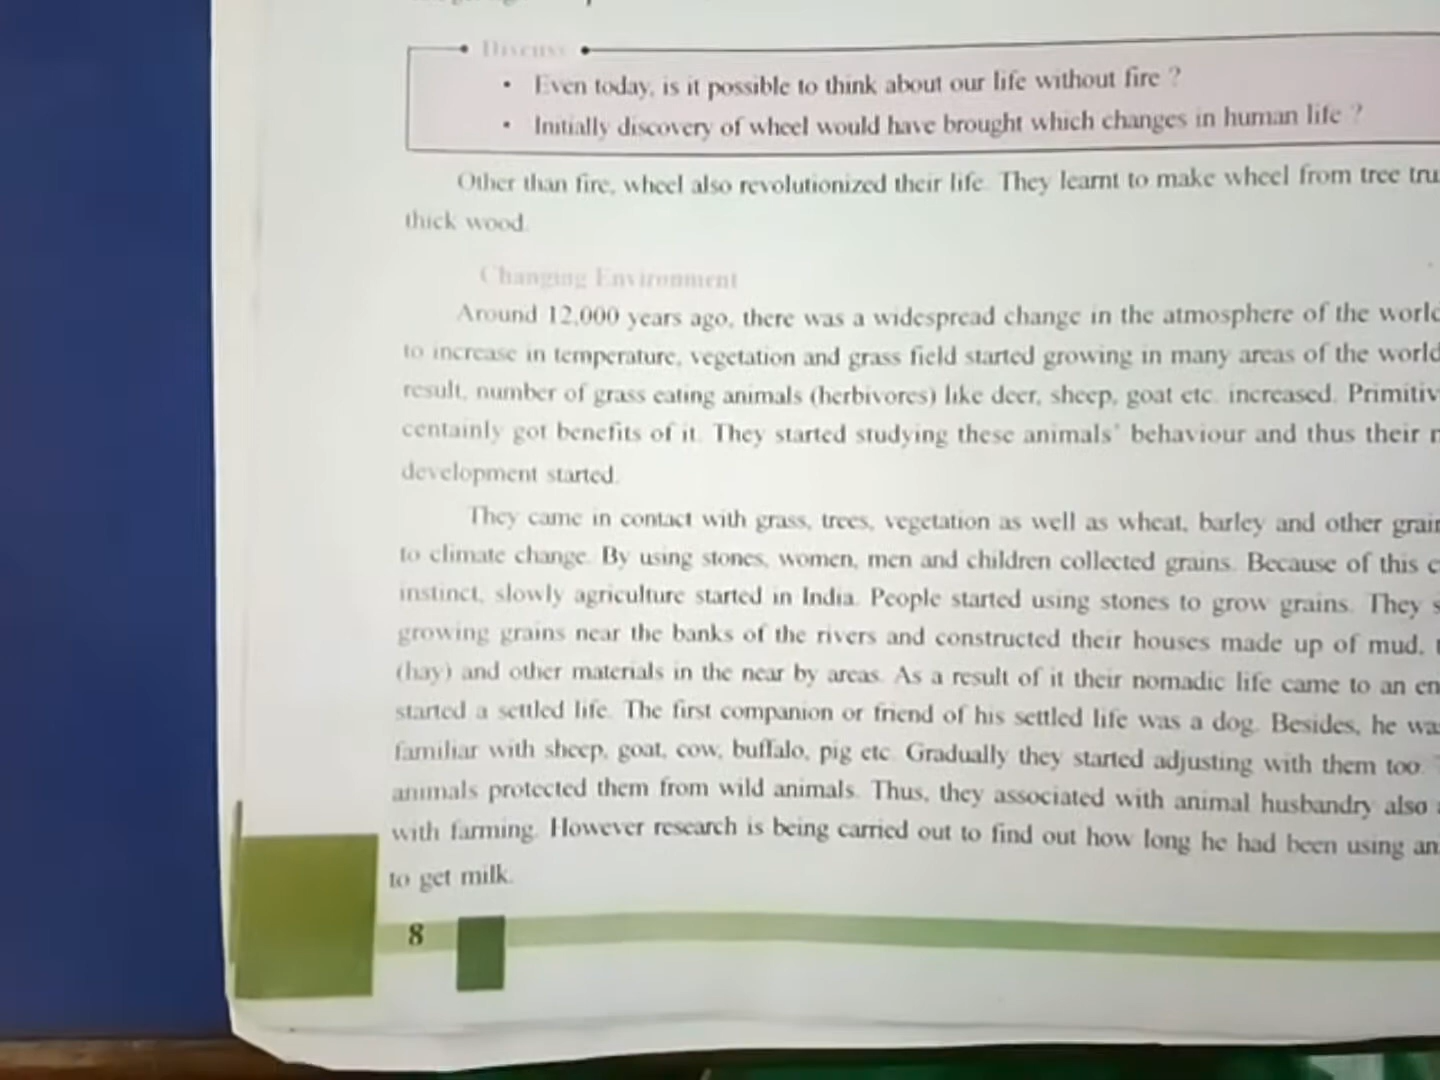 Discuss
• Even today, is it possible to think about our life without fire ?
• Initially discovery of wheel would have brought which changes in human life ?
Other than fire, wheel also revolutionized their life. They learnt to make wheel from tree tru
thick wood.
Changing Environment
Around 12,000 years ago, there was a widespread change in the atmosphere of the world
to increase in temperature, vegetation and grass field started growing in many areas of the world
result, number of grass eating animals (herbivores) like deer, sheep, goat etc. increased. Primitiv
centainly got benefits of it. They started studying these animals' behaviour and thus their
development started.
They came in contact with grass, trees, vegetation as well as wheat, barley and other grain
to climate change. By using stones, women, men and children collected grains. Because of this
instinct, slowly agriculture started in India. People started using stones to grow grains. They s
growing grains near the banks of the rivers and constructed their houses made up of mud,
(hay) and other materials in the near by areas. As a result of it their nomadic life came to an en
started a settled life. The first companion or friend of his settled life was a dog. Besides, he wa
familiar with sheep, goat, cow, buffalo, pig etc. Gradually they started adjusting with them too.
animals protected them from wild animals. Thus, they associated with animal husbandry also
with farming. However research is being carried out to find out how long he had been using an
to get milk.
8